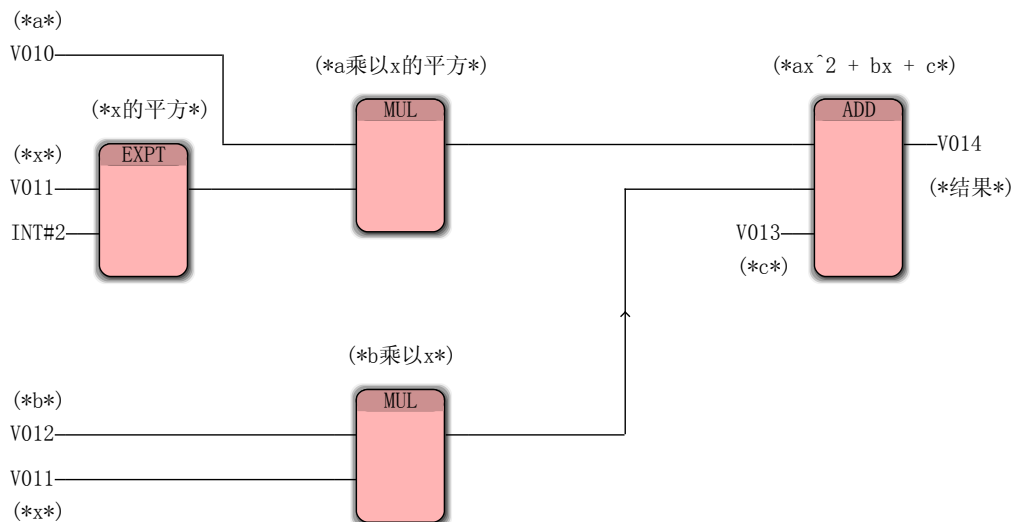 (*a*)
V010
(*a乘以x的平方*)
(*ax^2 + bx + c*)
MUL
ADD
(*x的平方*)
EXPT
(*x*)
V011
INT#2
V014
(*结果*)
V013
(*c*)
(*b乘以x*)
MUL
(*b*)
V012
V011
(*x*)